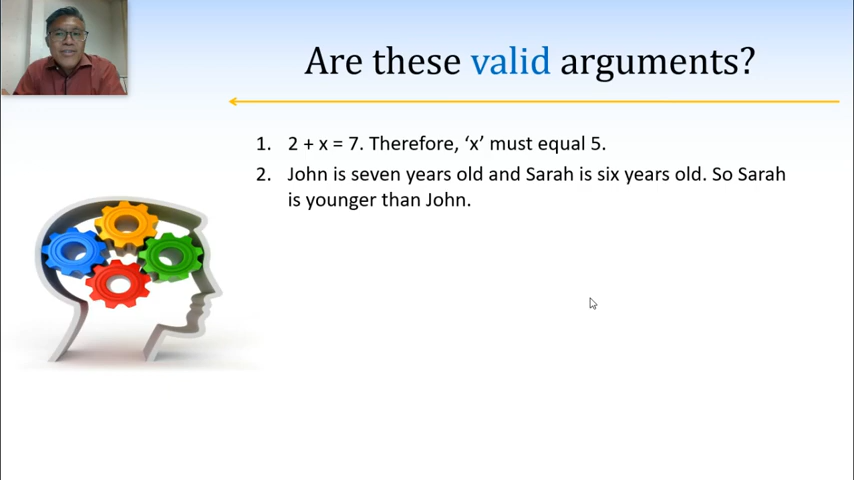 Are these valid arguments?
1. 2 + x = 7. Therefore, ‘x’ must equal 5.
2. John is seven years old and Sarah is six years old. So Sarah
is younger than John.